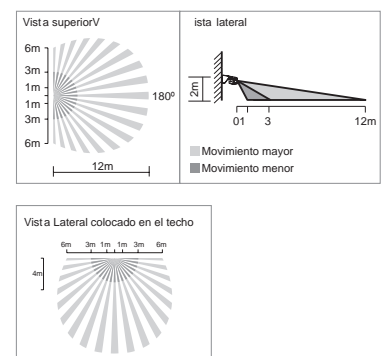 Vista superiorV
6m
3m
1m
1m
3m
6m
180º
12m
ista lateral
2m
01 3 12m
Movimiento mayor
Movimiento menor
Vista Lateral colocado en el techo
6m 3m 1m 1m 3m 6m
4m